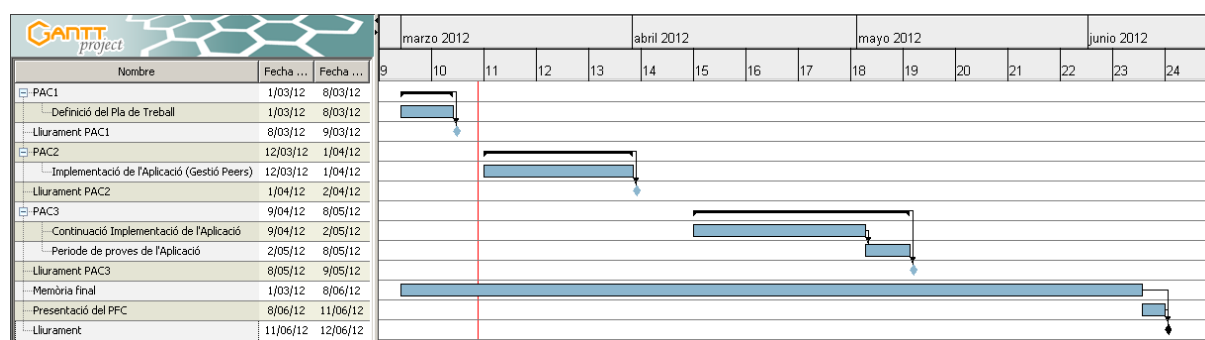 GANTT
project
marzo 2012 abril 2012 mayo 2012 junio 2012
Nombre Fecha ... Fecha ... 9 10 11 12 13 14 15 16 17 18 19 20 21 22 23 24
PAC1 1/03/12 8/03/12
Definició del Pla de Treball 1/03/12 8/03/12
Lliurament PAC1 8/03/12 9/03/12
PAC2 12/03/12 1/04/12
Implementació de l'Aplicació (Gestió Peers) 12/03/12 1/04/12
Lliurament PAC2 1/04/12 2/04/12
PAC3 9/04/12 8/05/12
Continuació Implementació de l'Aplicació 9/04/12 2/05/12
Periode de proves de l'Aplicació 2/05/12 8/05/12
Lliurament PAC3 8/05/12 9/05/12
Memòria final 1/03/12 8/06/12
Presentació del PFC 8/06/12 11/06/12
Lliurament 11/06/12 12/06/12